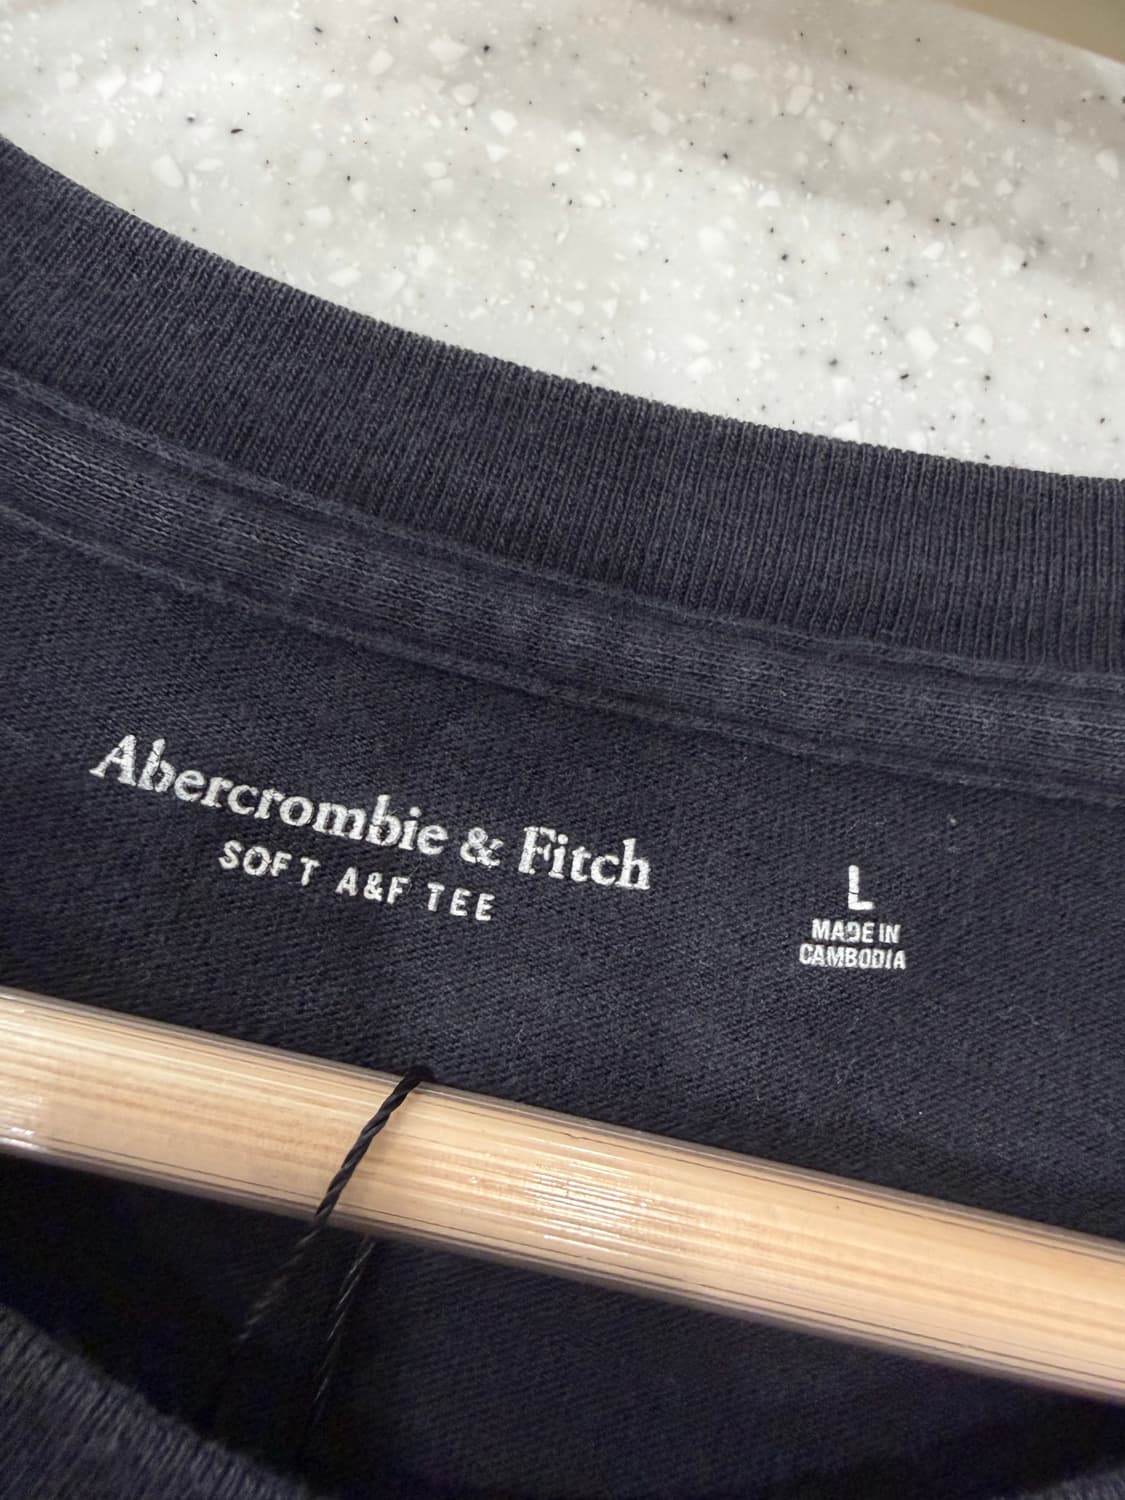 Abercrombie & Fitch
SOFT A&F TEE
L
MADE IN
CAMBODIA